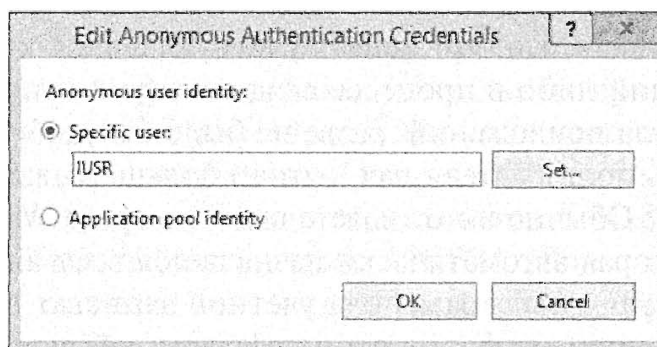 Edit Anonymous Authentication Credentials
?
×
Anonymous user identity:
Specific user:
IUSR
Set...
Application pool identity
OK
Cancel